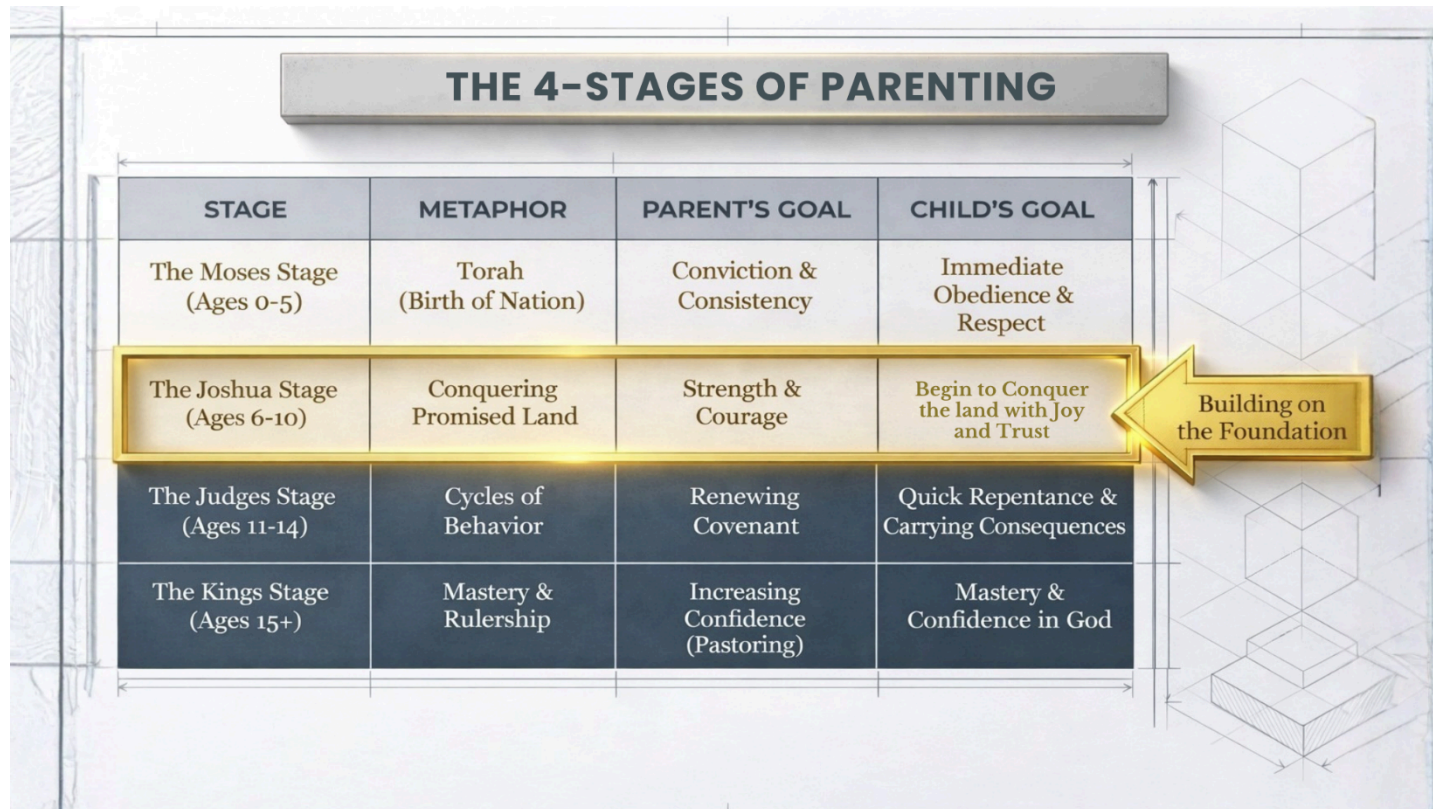 THE 4-STAGES OF PARENTING
STAGE
METAPHOR
PARENT'S GOAL
CHILD'S GOAL
The Moses Stage
(Ages 0-5)
Torah
(Birth of Nation)
Conviction &
Consistency
Immediate
Obedience &
Respect
The Joshua Stage
(Ages 6-10)
Conquering
Promised Land
Strength &
Courage
Begin to Conquer
the land with Joy
and Trust
Building on
the Foundation
The Judges Stage
(Ages 11-14)
Cycles of
Behavior
Renewing
Covenant
Quick Repentance &
Carrying Consequences
The Kings Stage
(Ages 15+)
Mastery &
Rulership
Increasing
Confidence
(Pastoring)
Mastery &
Confidence in God